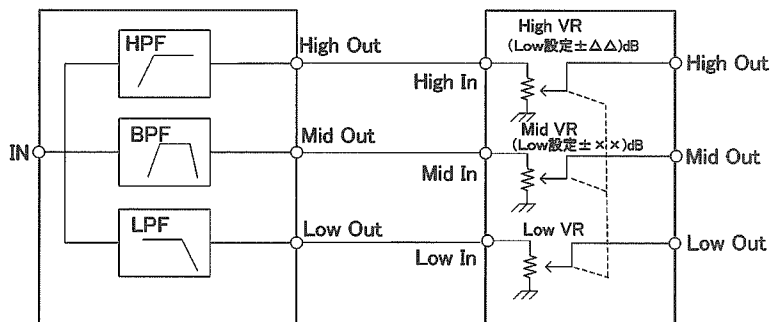 High VR
(Low設定±△△)dB
HPF
High Out
High Out
High In
Mid VR
(Low設定±××)dB
BPF
Mid Out
IN
Mid Out
Mid In
LPF
Low VR
Low Out
Low Out
Low In